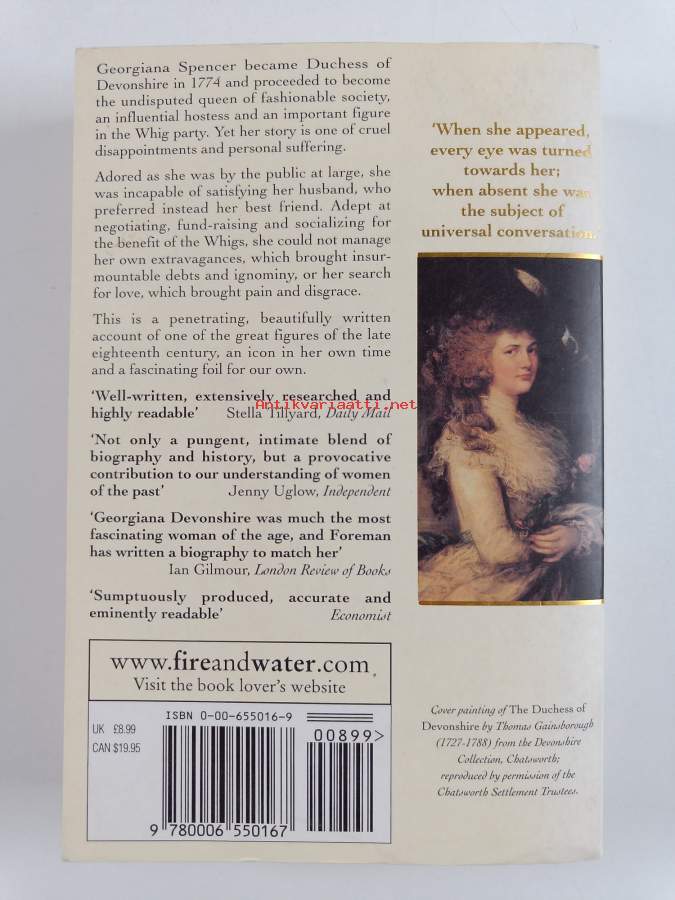 Georgiana Spencer became Duchess of
Devonshire in 1774 and proceeded to become
the undisputed queen of fashionable society,
an influential hostess and an important figure
in the Whig party. Yet her story is one of cruel
disappointments and personal suffering.
Adored as she was by the public at large, she
was incapable of satisfying her husband, who
preferred instead her best friend. Adept at
negotiating, fund-raising and socializing for
the benefit of the Whigs, she could not manage
her own extravagances, which brought insur-
mountable debts and ignominy, or her search
for love, which brought pain and disgrace.
This is a penetrating, beautifully written
account of one of the great figures of the late
eighteenth century, an icon in her own time
and a fascinating foil for our own.
‘Well-written, extensively researched and
highly readable’ Stella Tillyard, Daily Mail
Antikvariaatti.net
‘Not only a pungent, intimate blend of
biography and history, but a provocative
contribution to our understanding of women
of the past’ Jenny Uglow, Independent
‘Georgiana Devonshire was much the most
fascinating woman of the age, and Foreman
has written a biography to match her’
Ian Gilmour, London Review of Books
‘Sumptuously produced, accurate and
eminently readable’ Economist
www.fireandwater.com
Visit the book lover's website
UK £8.99
CAN $19.95
ISBN 0-00-655016-9
00899>
9 780006 550167
‘When she appeared,
every eye was turned
towards her;
when absent she was
the subject of
universal conversation.
Cover painting of The Duchess of
Devonshire by Thomas Gainsborough
(1727-1788) from the Devonshire
Collection, Chatsworth;
reproduced by permission of the
Chatsworth Settlement Trustees.